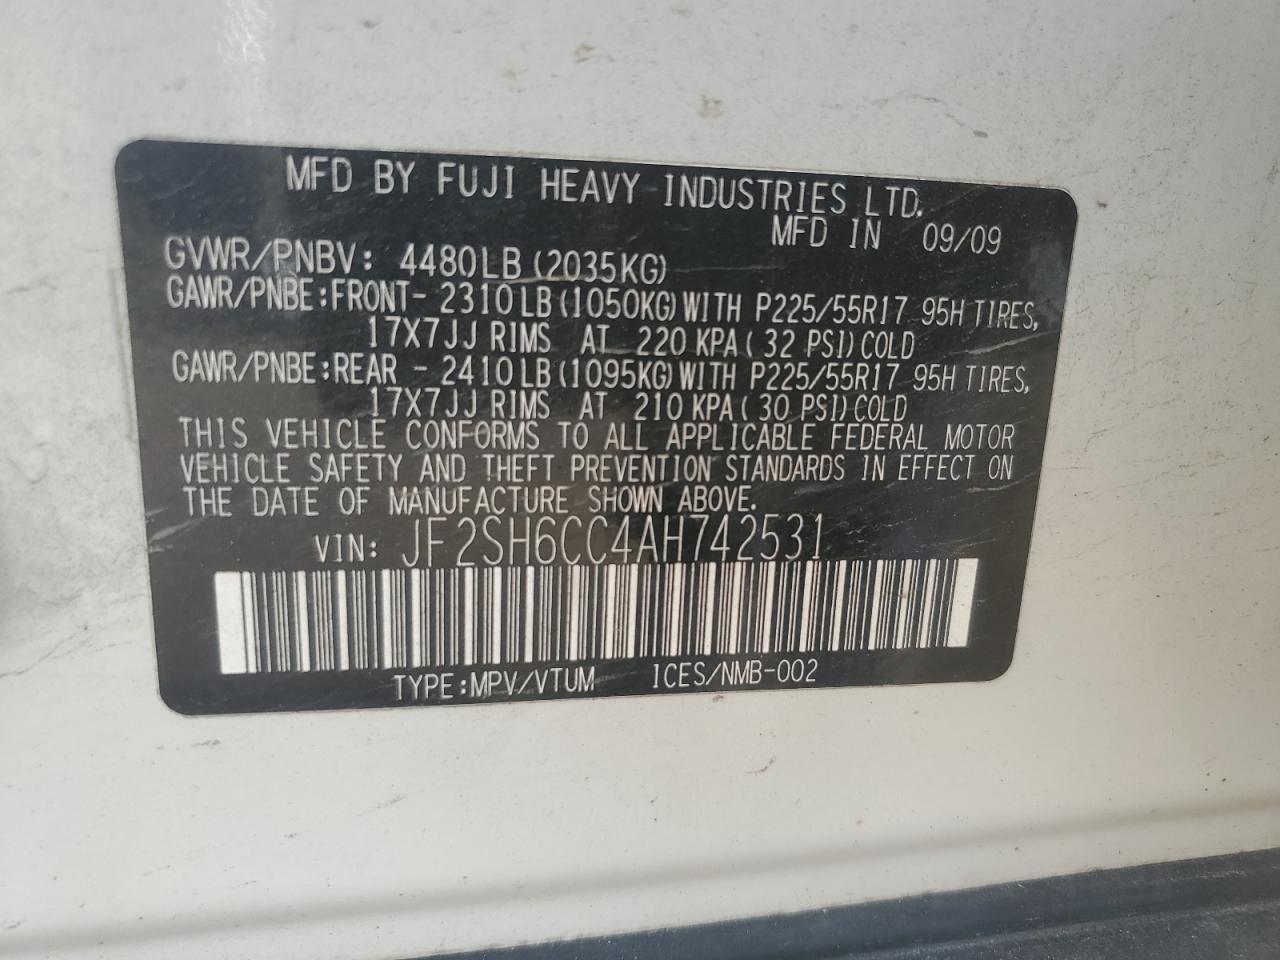 MFD BY FUJI HEAVY INDUSTRIES LTD.
MFD IN 09/09
GVWR/PNBV: 4480LB (2035KG)
GAWR/PNBE:FRONT- 2310LB(1050KG)WITH P225/55R17 95H TIRES,
17X7JJ RIMS AT 220 KPA( 32 PSI)COLD
GAWR/PNBE:REAR - 2410LB(1095KG)WITH P225/55R17 95H TIRES,
17X7JJ RIMS AT 210 KPA( 30 PSI)COLD
THIS VEHICLE CONFORMS TO ALL APPLICABLE FEDERAL MOTOR
VEHICLE SAFETY AND THEFT PREVENTION STANDARDS IN EFFECT ON
THE DATE OF MANUFACTURE SHOWN ABOVE.
VIN: JF2SH6CC4AH742531
TYPE:MPV/VTUM ICES/NMB-002